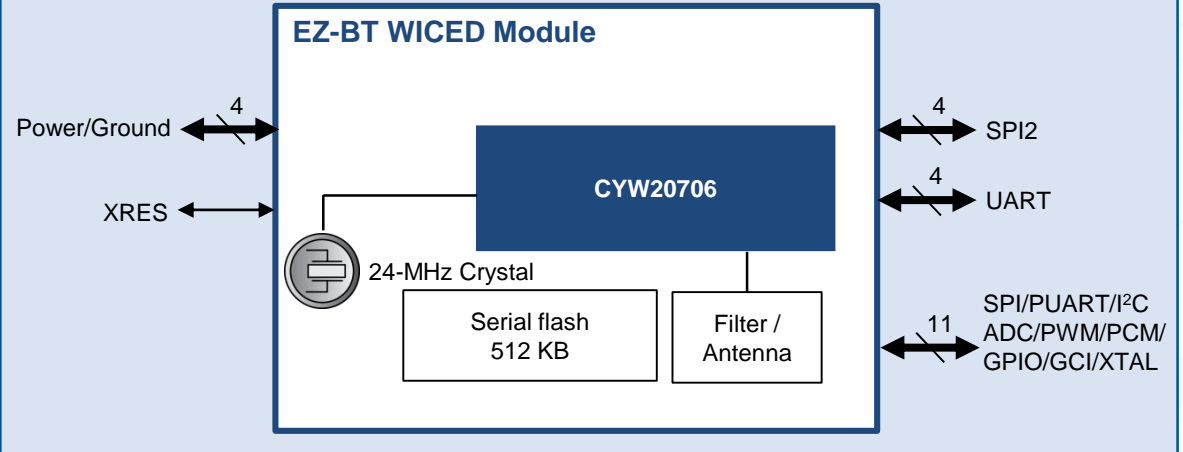 EZ-BT WICED Module
4
Power/Ground
XRES
CYW20706
24-MHz Crystal
Serial flash
512 KB
Filter /
Antenna
4
SPI2
4
UART
11
SPI/PUART/I²C
ADC/PWM/PCM/
GPIO/GCI/XTAL